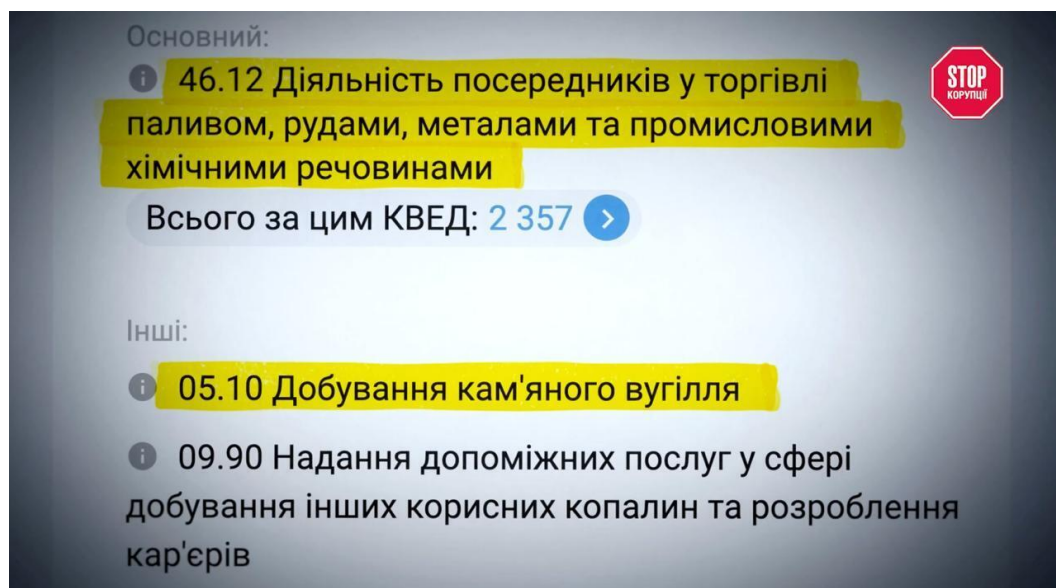 Основний:
46.12 Діяльність посередників у торгівлі
паливом, рудами, металами та промисловими
хімічними речовинами
Всього за цим КВЕД: 2 357
Інші:
05.10 Добування кам'яного вугілля
09.90 Надання допоміжних послуг у сфері
добування інших корисних копалин та розроблення
кар'єрів
STOP
КОРУПЦІЇ